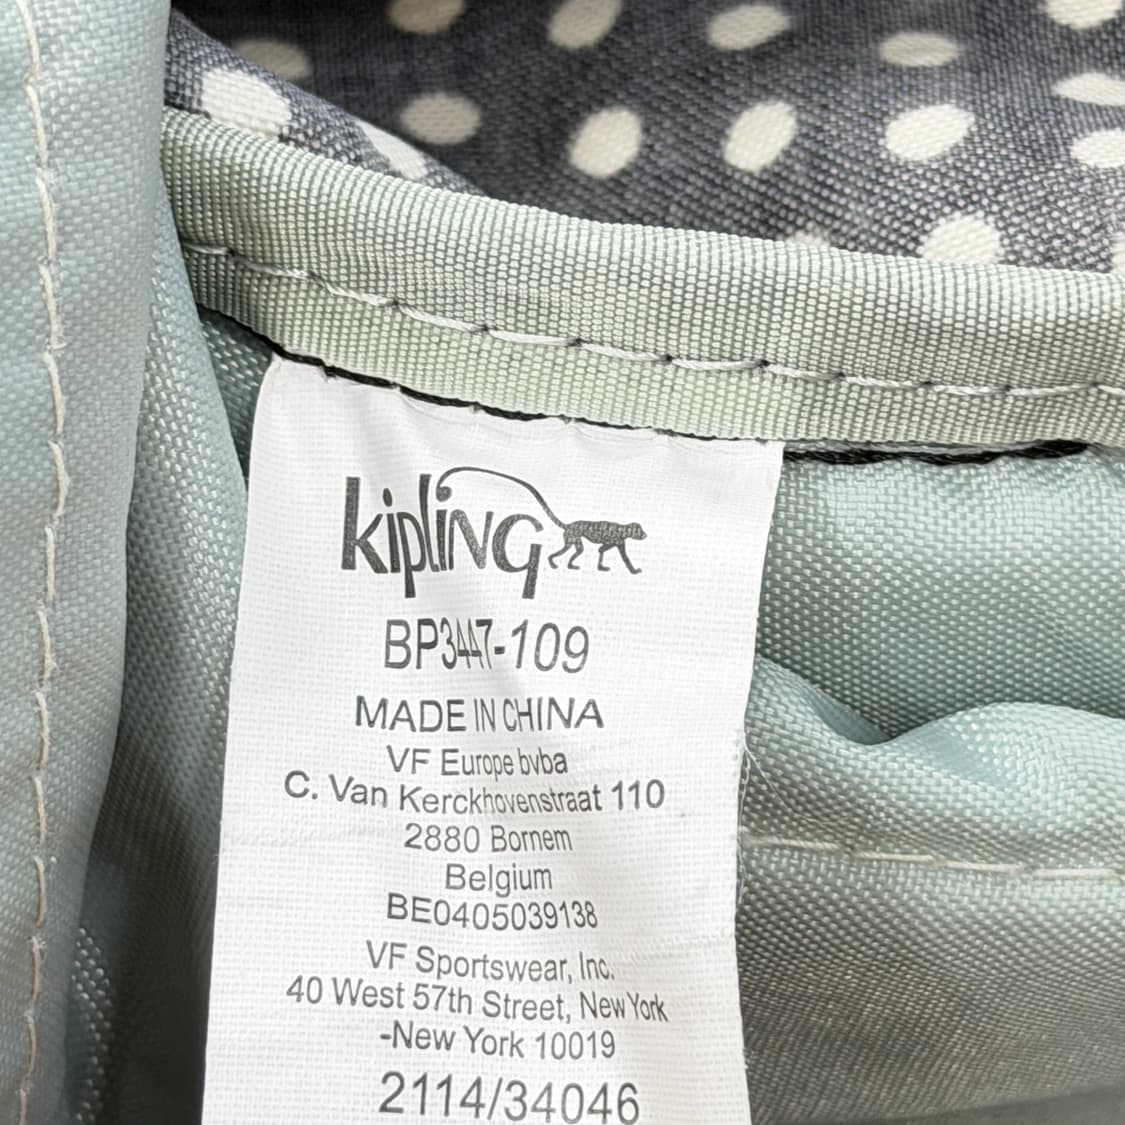 kipling
BP3447-109
MADE IN CHINA
VF Europe bvba
C. Van Kerckhovenstraat 110
2880 Bornem
Belgium
BE0405039138
VF Sportswear, Inc.
40 West 57th Street, New York
-New York 10019
2114/34046